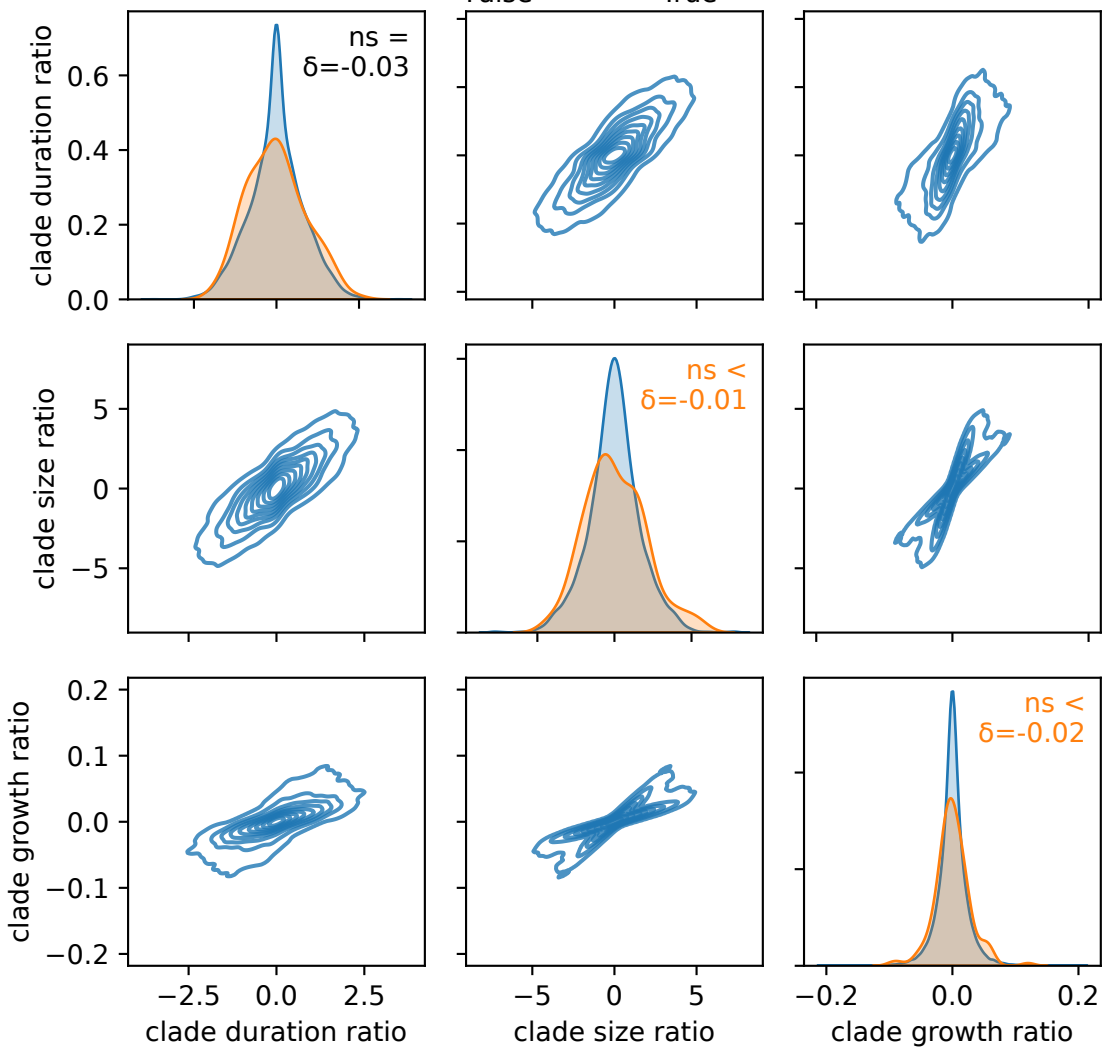 ns =
δ=-0.03
clade duration ratio
0.6
0.4
0.2
0.0
ns <
δ=-0.01
clade size ratio
5
0
−5
ns <
δ=-0.02
clade growth ratio
0.2
0.1
0.0
−0.1
−0.2
−2.5 0.0 2.5
−5 0 5
−0.2 0.0 0.2
clade duration ratio
clade size ratio
clade growth ratio